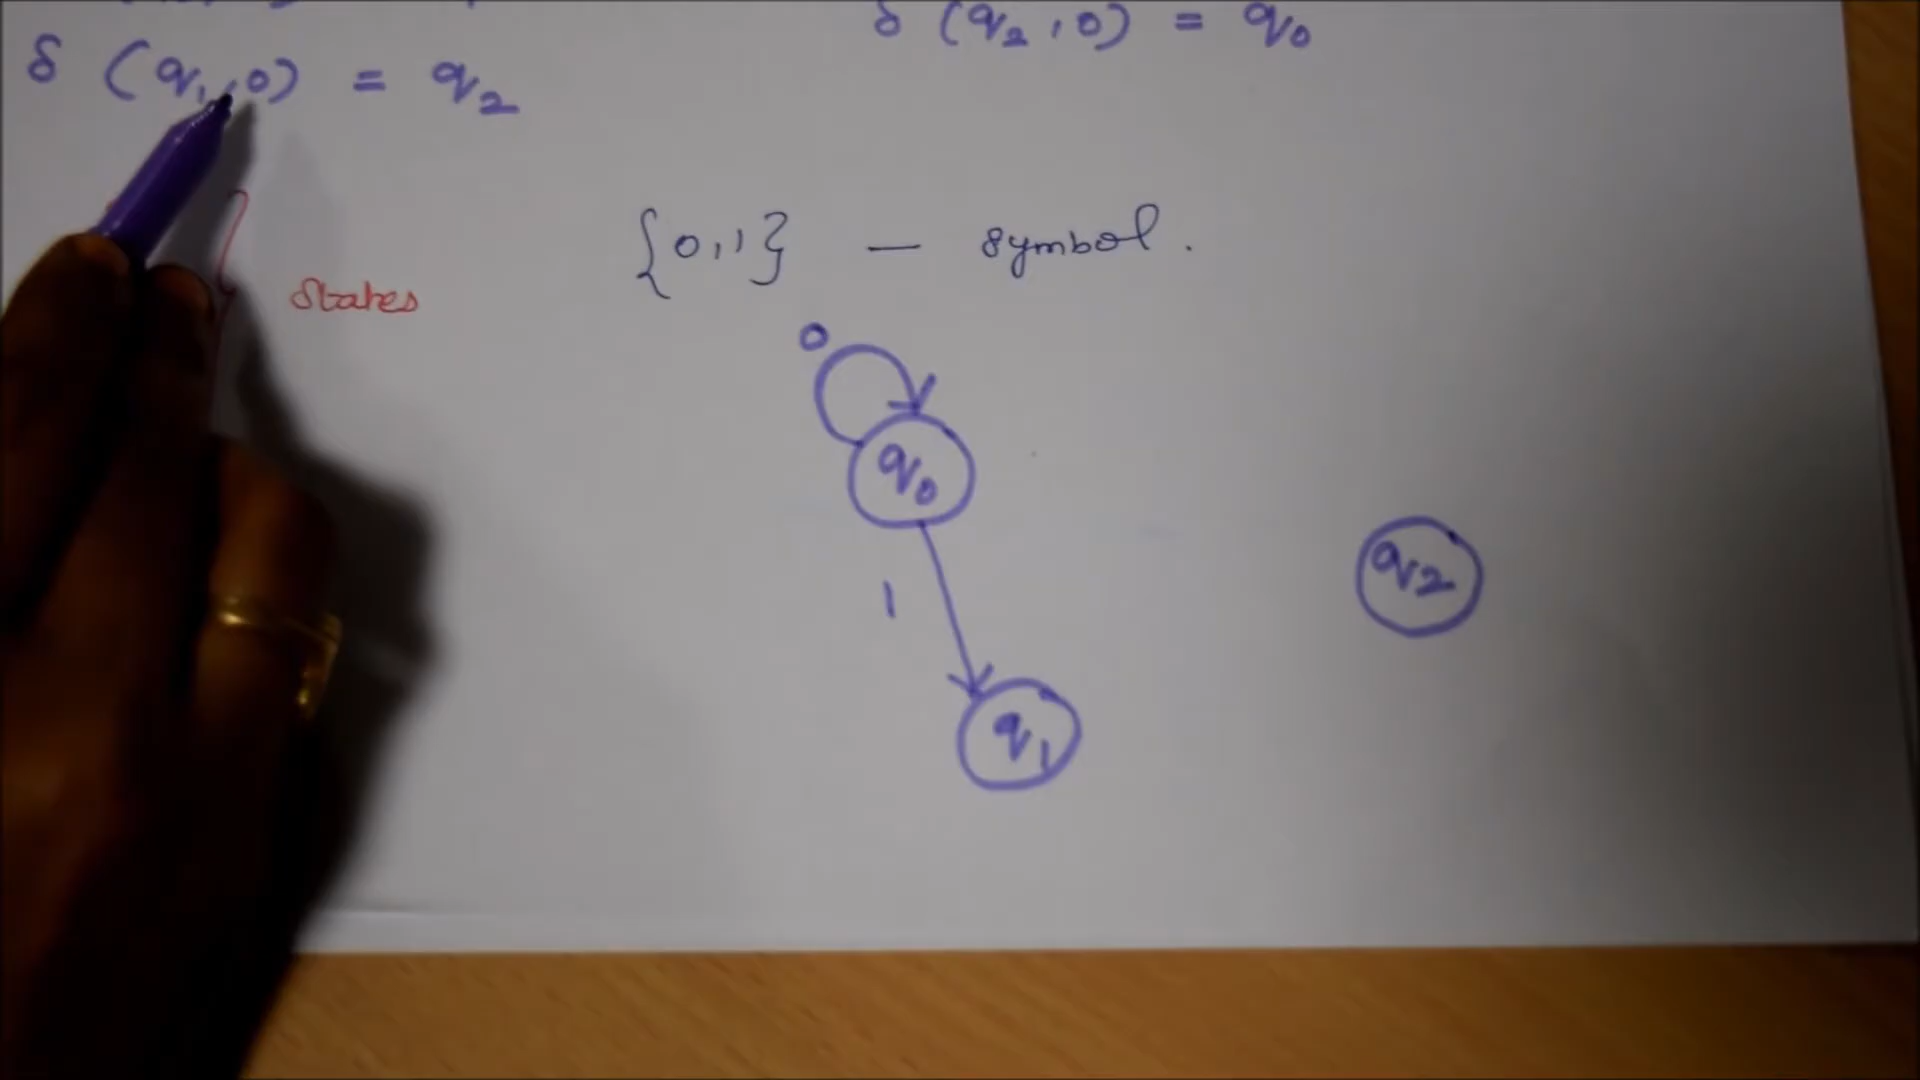 δ (q₂, 0) = q₀
δ (q₁, 0) = q₂
{0,1} — symbol.
States
0
q₀
1
q₂
q₁